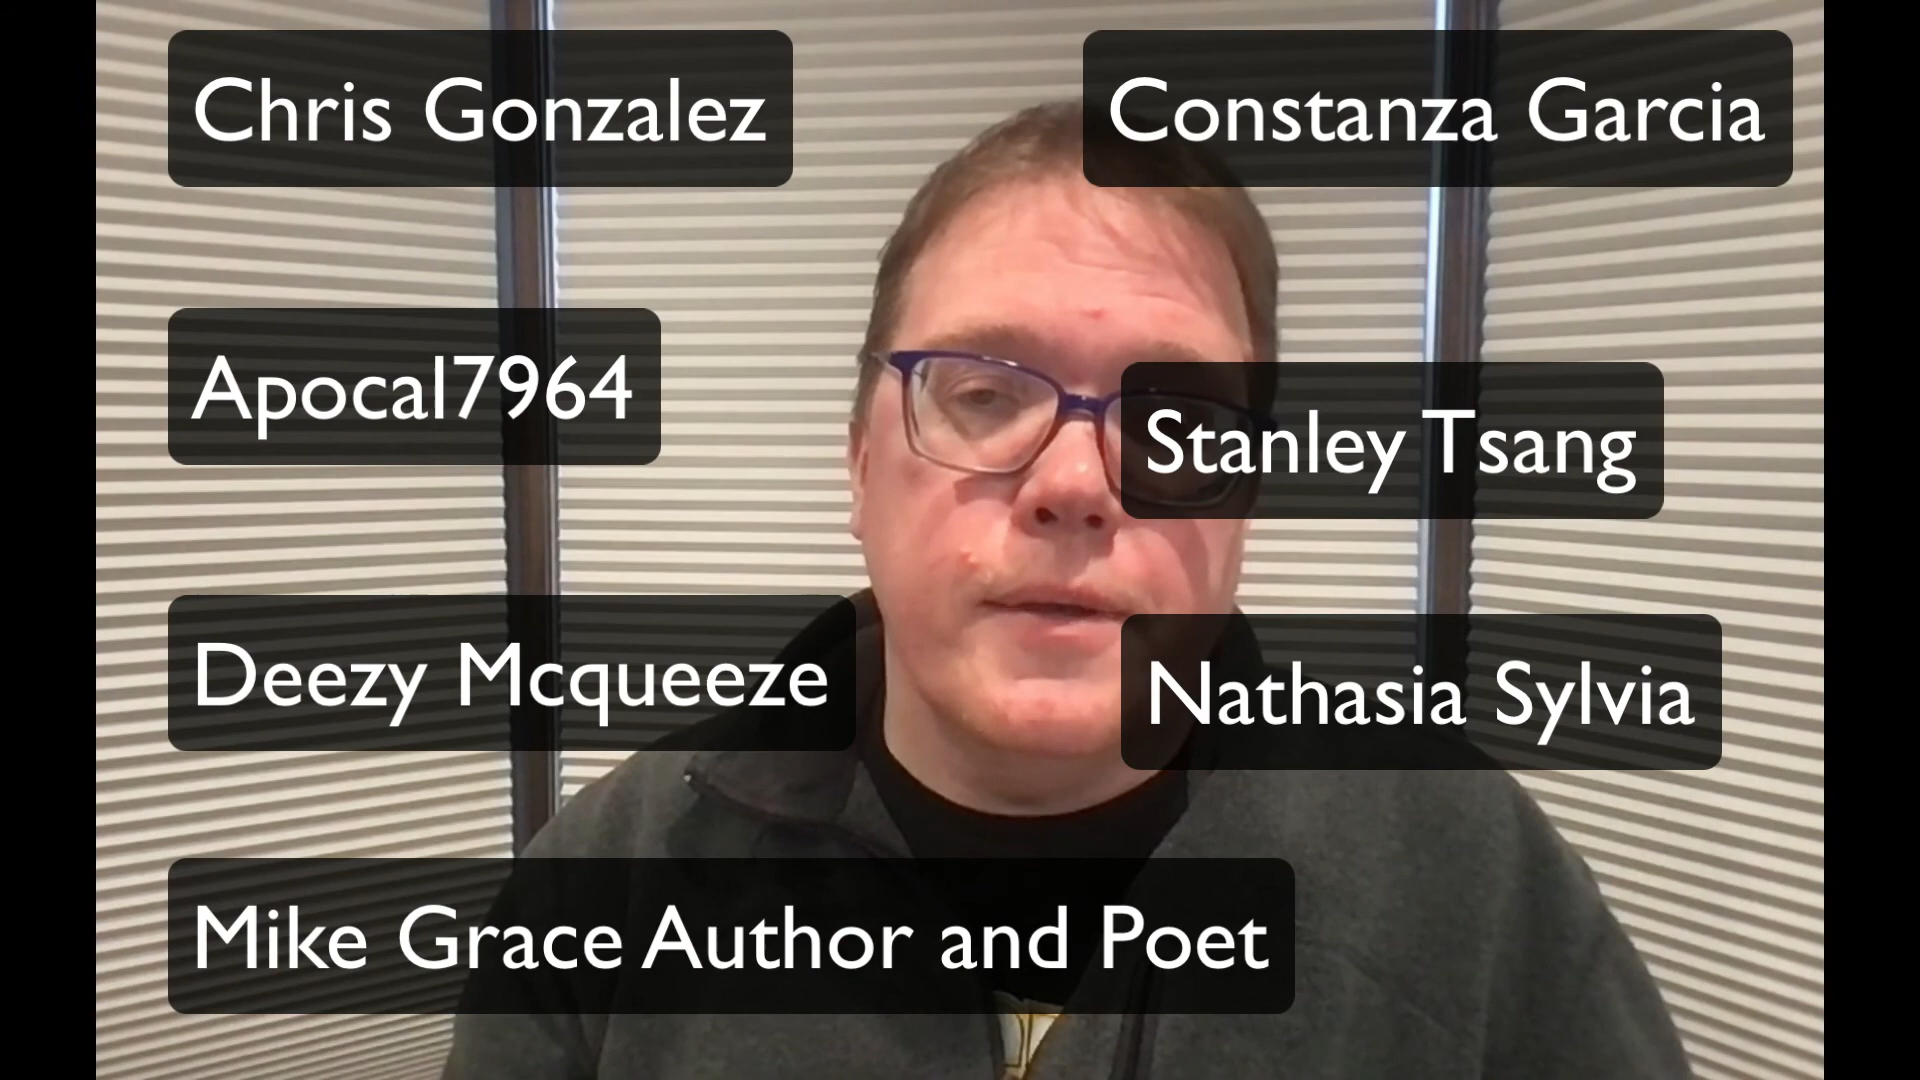 Chris Gonzalez
Constanza Garcia
Apocal7964
Stanley Tsang
Deezy Mcqueeze
Nathasia Sylvia
Mike Grace Author and Poet